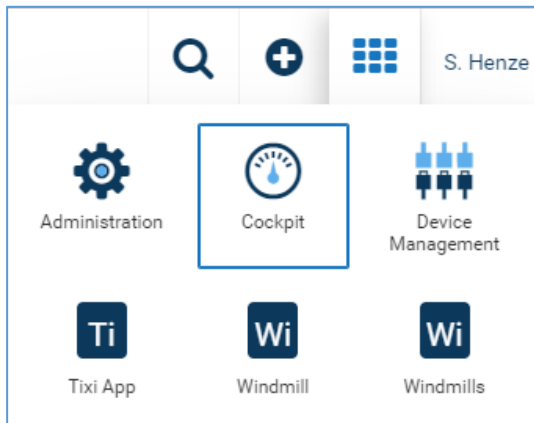 S. Henze
Administration
Cockpit
Device
Management
Ti
Wi
Wi
Tixi App
Windmill
Windmills